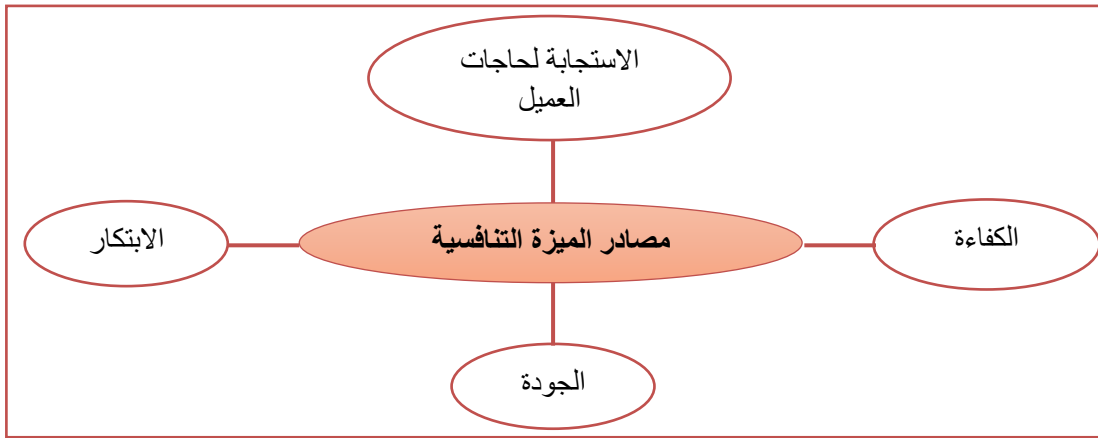 الاستجابة لحاجات
العميل
الكفاءة
مصادر الميزة التنافسية
الابتكار
الجودة